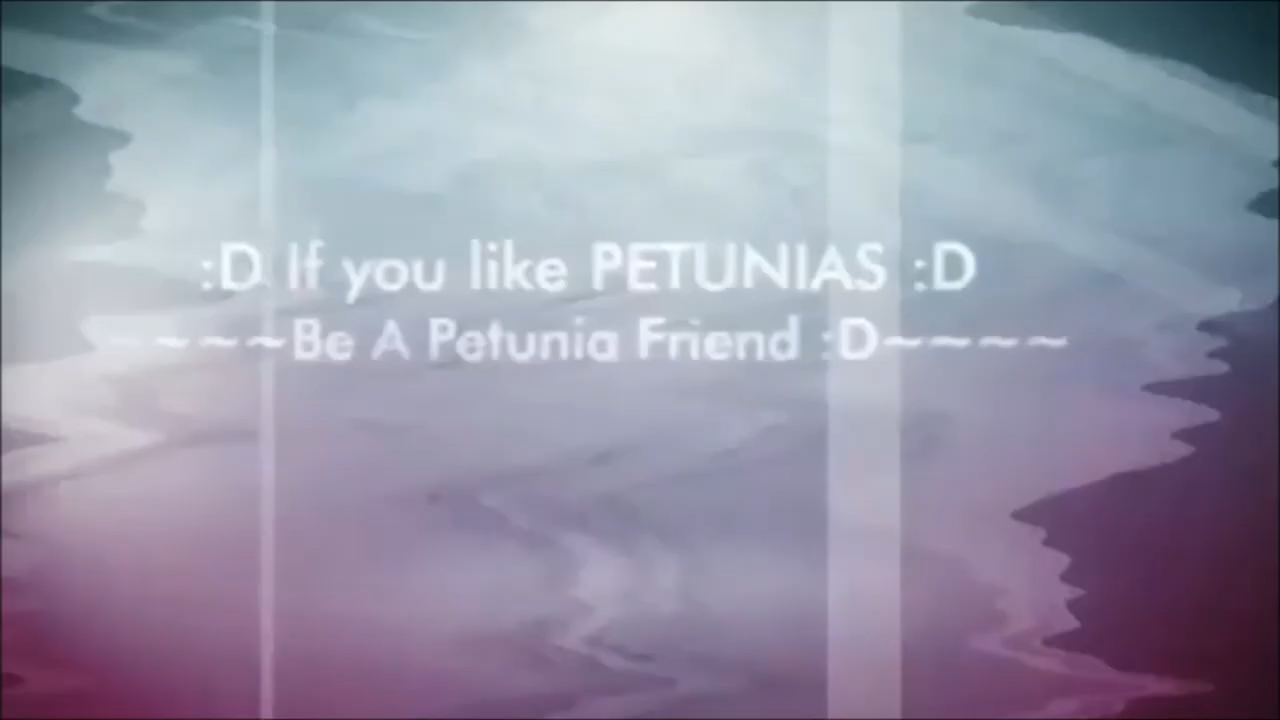 :D If you like PETUNIAS :D
~~~~Be A Petunia Friend :D~~~~